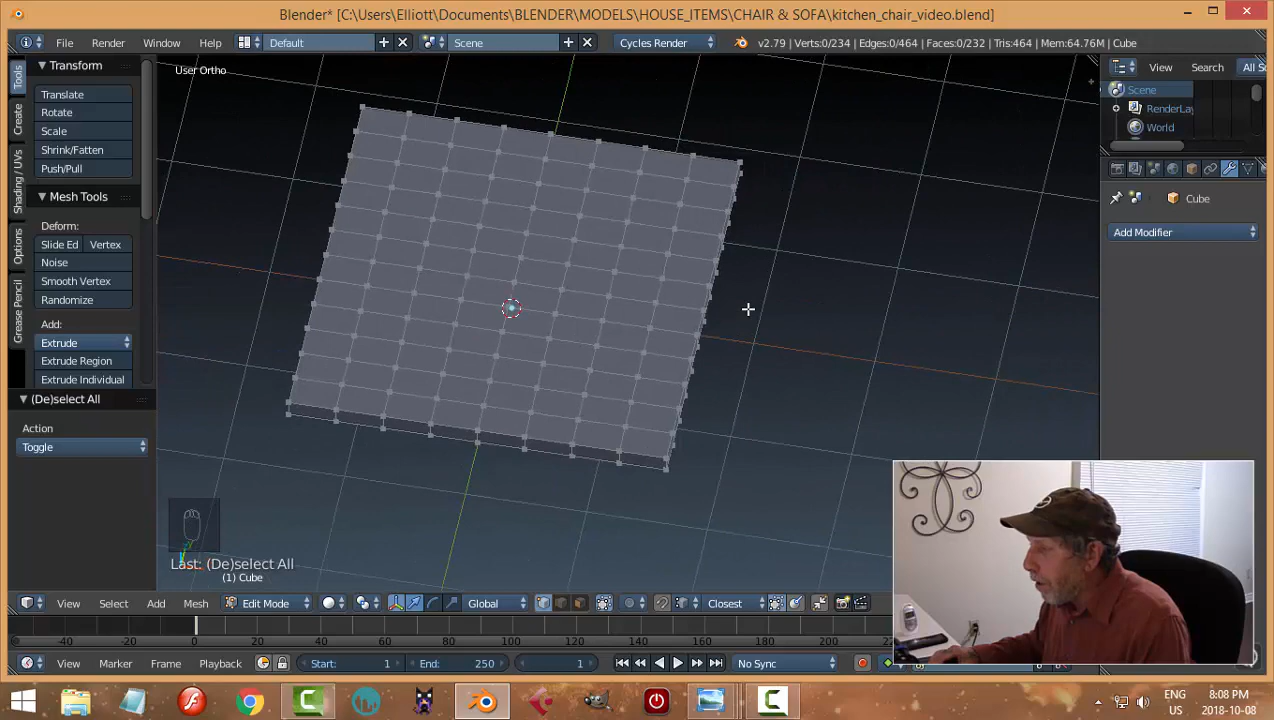 Blender* [C:\Users\Elliott\Documents\BLENDER\MODELS\HOUSE_ITEMS\CHAIR & SOFA\kitchen_chair_video.blend]
File Render Window Help Default Scene Cycles Render v2.79 | Verts:0/234 | Edges:0/464 | Faces:0/232 | Tris:464 | Mem:64.76M | Cube
Tools
Create
Shading / UVs
Options
Grease Pencil
Transform
Translate
Rotate
Scale
Shrink/Fatten
Push/Pull
Mesh Tools
Deform:
Slide Ed Vertex
Noise
Smooth Vertex
Randomize
Add:
Extrude
Extrude Region
Extrude Individual
(De)select All
Action
Toggle
User Ortho
Last: (De)select All
(1) Cube
View Search All S
Scene
RenderLay
World
Cube
Add Modifier
View Select Add Mesh Edit Mode Global Closest
-40 -20 0 20 40 60 80 100 120 140 160 180 200
View Marker Frame Playback Start: 1 End: 250 1 No Sync
ENG
US
8:08 PM
2018-10-08